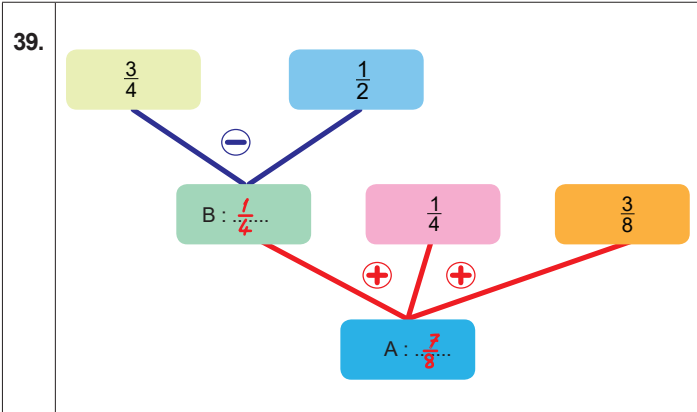 39.
3/4 1/2
−
B : ...1/4....
1/4 3/8
+ +
A : ...7/8....